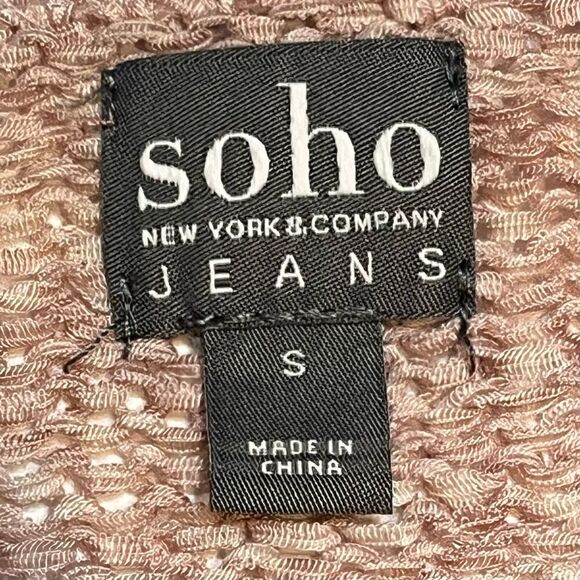 soho
NEW YORK & COMPANY
JEANS
S
MADE IN
CHINA